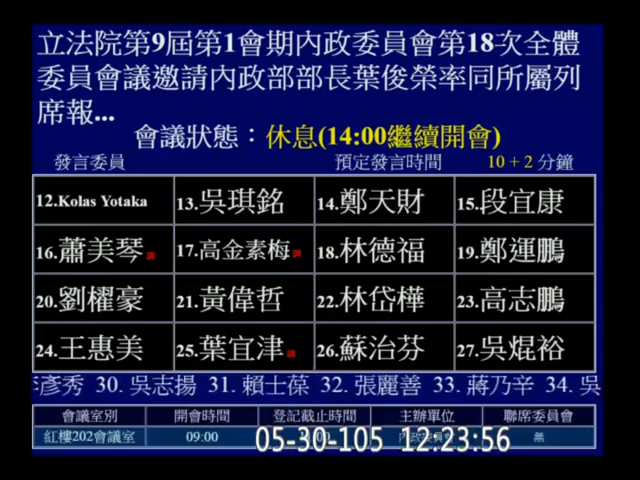 立法院第9屆第1會期內政委員會第18次全體
委員會議邀請內政部部長葉俊榮率同所屬列
席報...
會議狀態：休息(14:00繼續開會)
發言委員 預定發言時間 10 + 2 分鐘
12.Kolas Yotaka 13.吳琪銘 14.鄭天財 15.段宜康
16.蕭美琴 17.高金素梅 18.林德福 19.鄭運鵬
20.劉櫂豪 21.黃偉哲 22.林岱樺 23.高志鵬
24.王惠美 25.葉宜津 26.蘇治芬 27.吳焜裕
李彥秀 30. 吳志揚 31. 賴士葆 32. 張麗善 33. 蔣乃辛 34. 吳
會議室別 開會時間 登記截止時間 主辦單位 聯席委員會
紅樓202會議室 09:00 無
05-30-105 12:23:56